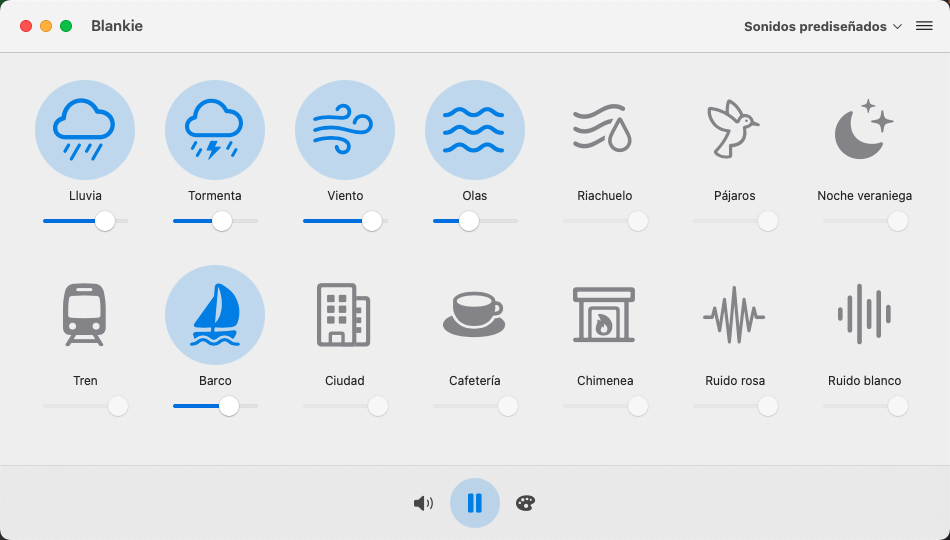 Blankie
Sonidos prediseñados
Lluvia
Tormenta
Viento
Olas
Riachuelo
Pájaros
Noche veraniega
Tren
Barco
Ciudad
Cafetería
Chimenea
Ruido rosa
Ruido blanco